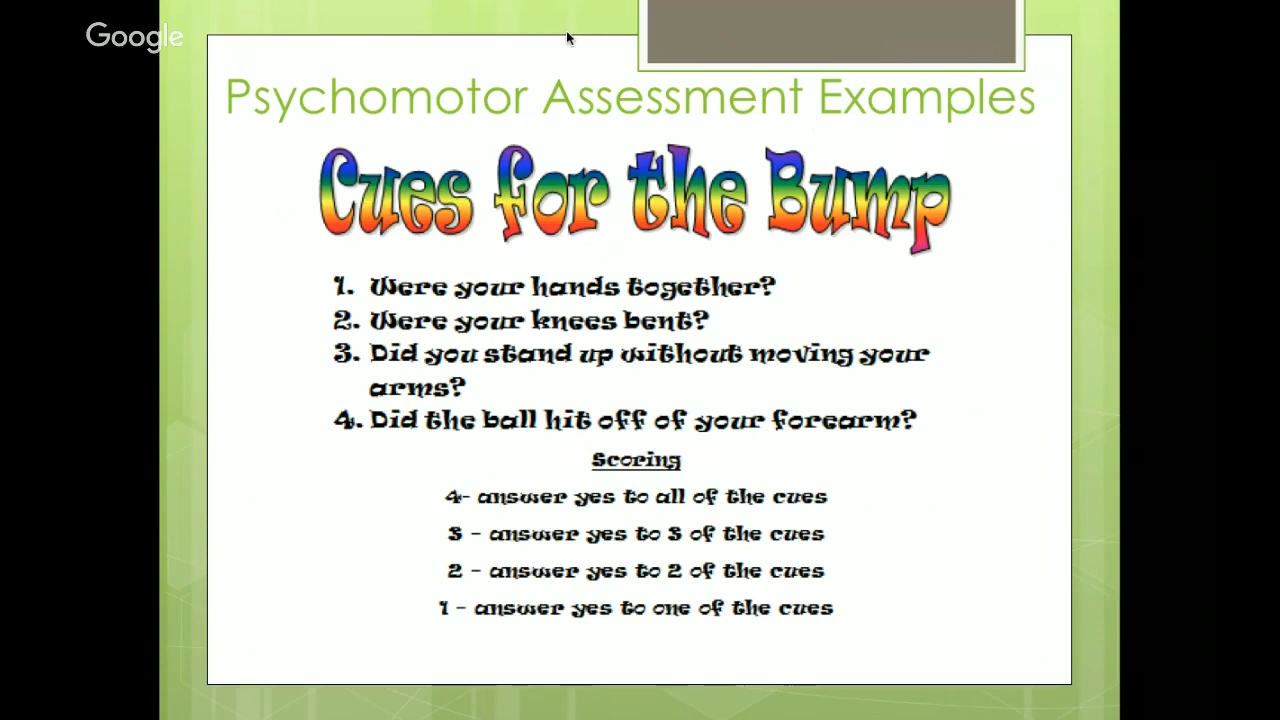 Google
Psychomotor Assessment Examples
Cues for the Bump
1. Were your hands together?
2. Were your knees bent?
3. Did you stand up without moving your
arms?
4. Did the ball hit off of your forearm?
Scoring
4- answer yes to all of the cues
3 - answer yes to 3 of the cues
2 - answer yes to 2 of the cues
1 - answer yes to one of the cues